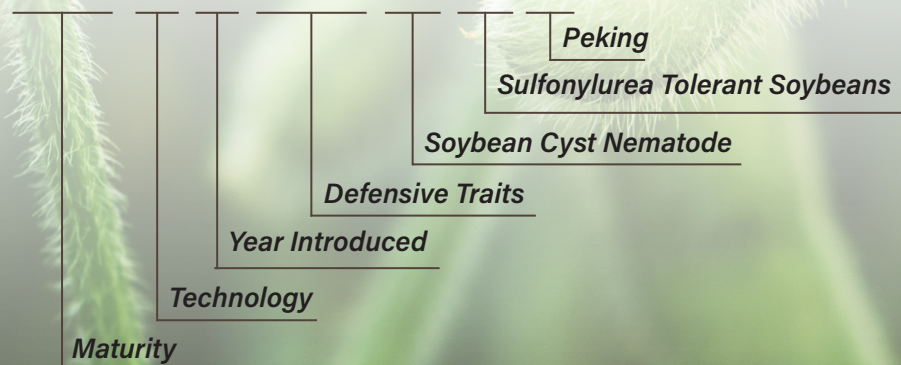 Peking
Sulfonylurea Tolerant Soybeans
Soybean Cyst Nematode
Defensive Traits
Year Introduced
Technology
Maturity